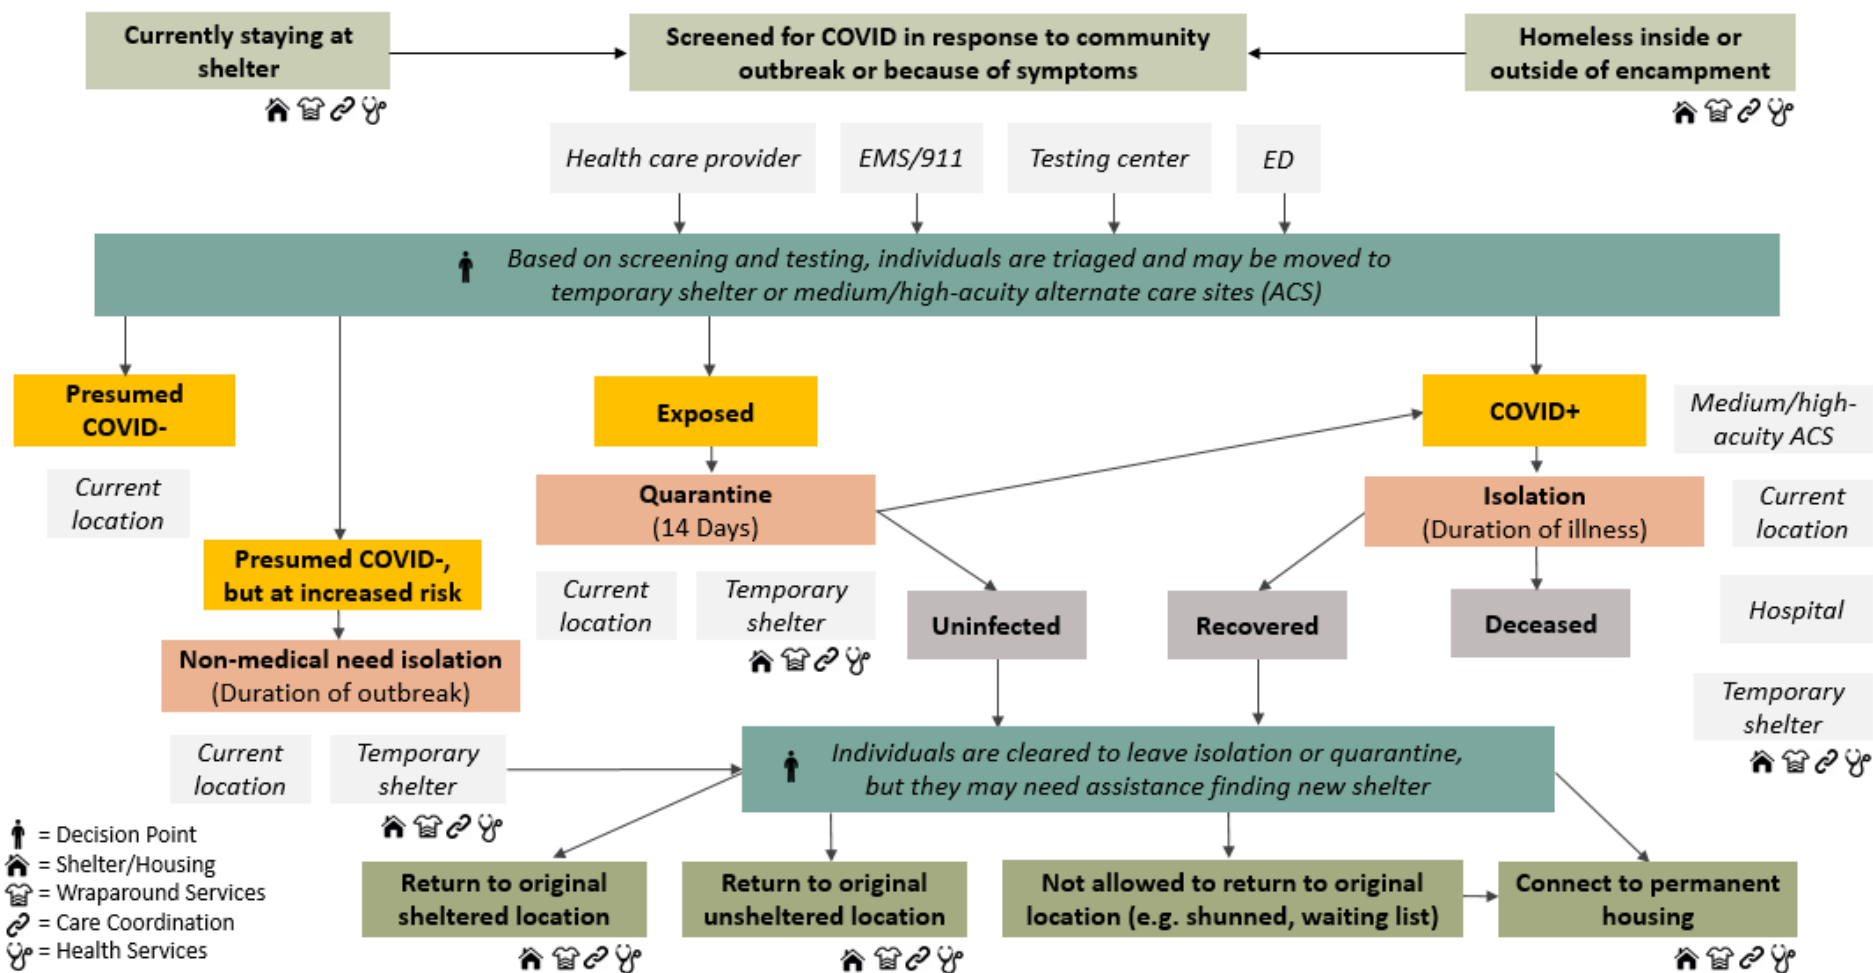 Currently staying at
shelter
Screened for COVID in response to community
outbreak or because of symptoms
Homeless inside or
outside of encampment
Health care provider
EMS/911
Testing center
ED
Based on screening and testing, individuals are triaged and may be moved to
temporary shelter or medium/high-acuity alternate care sites (ACS)
Presumed
COVID-
Exposed
COVID+
Medium/high-
acuity ACS
Current
location
Quarantine
(14 Days)
Isolation
(Duration of illness)
Current
location
Presumed COVID-,
but at increased risk
Current
location
Temporary
shelter
Uninfected
Recovered
Deceased
Hospital
Non-medical need isolation
(Duration of outbreak)
Temporary
shelter
Current
location
Temporary
shelter
Individuals are cleared to leave isolation or quarantine,
but they may need assistance finding new shelter
= Decision Point
= Shelter/Housing
= Wraparound Services
= Care Coordination
= Health Services
Return to original
sheltered location
Return to original
unsheltered location
Not allowed to return to original
location (e.g. shunned, waiting list)
Connect to permanent
housing